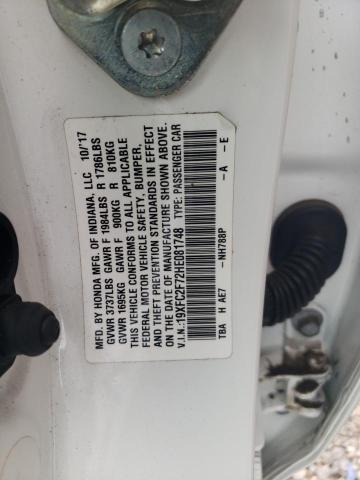 MFD. BY HONDA MFG. OF INDIANA, LLC 10/'17
GVWR 3737LBS GAWR F 1984LBS R 1786LBS
GVWR 1695KG GAWR F 900KG R 810KG
THIS VEHICLE CONFORMS TO ALL APPLICABLE
FEDERAL MOTOR VEHICLE SAFETY, BUMPER,
AND THEFT PREVENTION STANDARDS IN EFFECT
ON THE DATE OF MANUFACTURE SHOWN ABOVE.
V.I.N.:19XFC2F72HE081748 TYPE: PASSENGER CAR
-NH788P -A -E
TBA H AE7